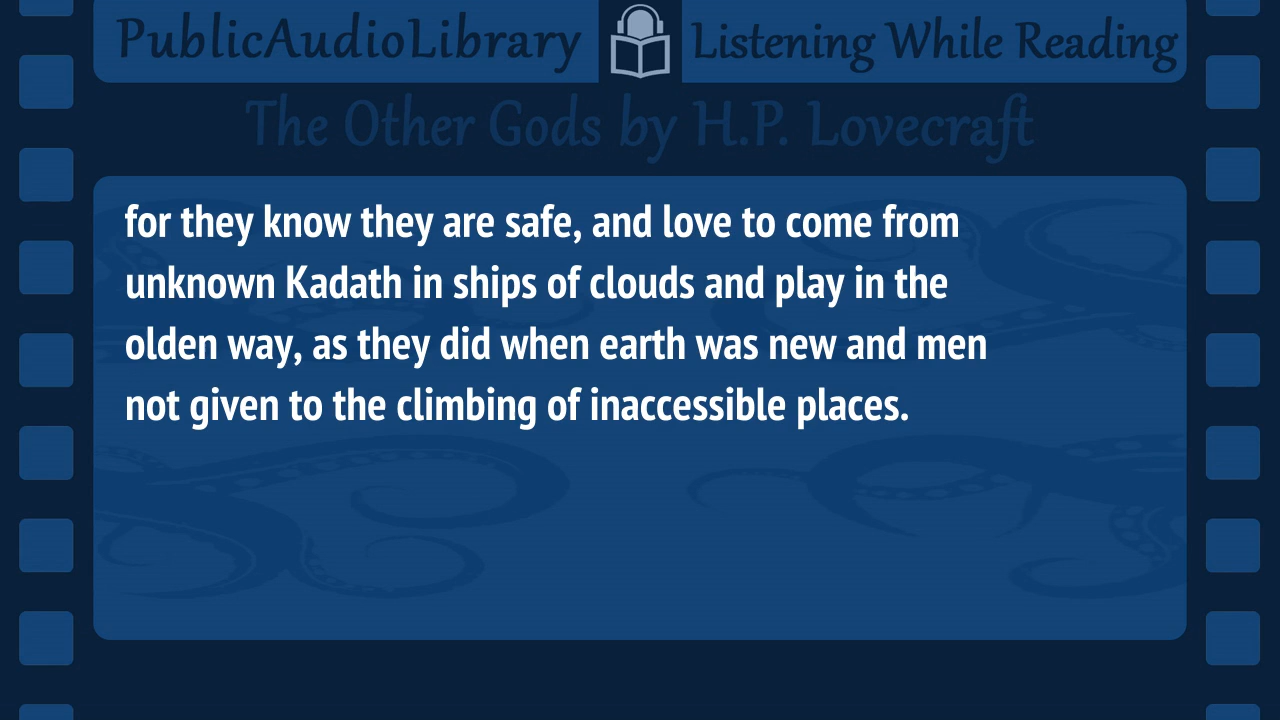 PublicAudioLibrary Listening While Reading
The Other Gods by H.P. Lovecraft
for they know they are safe, and love to come from
unknown Kadath in ships of clouds and play in the
olden way, as they did when earth was new and men
not given to the climbing of inaccessible places.